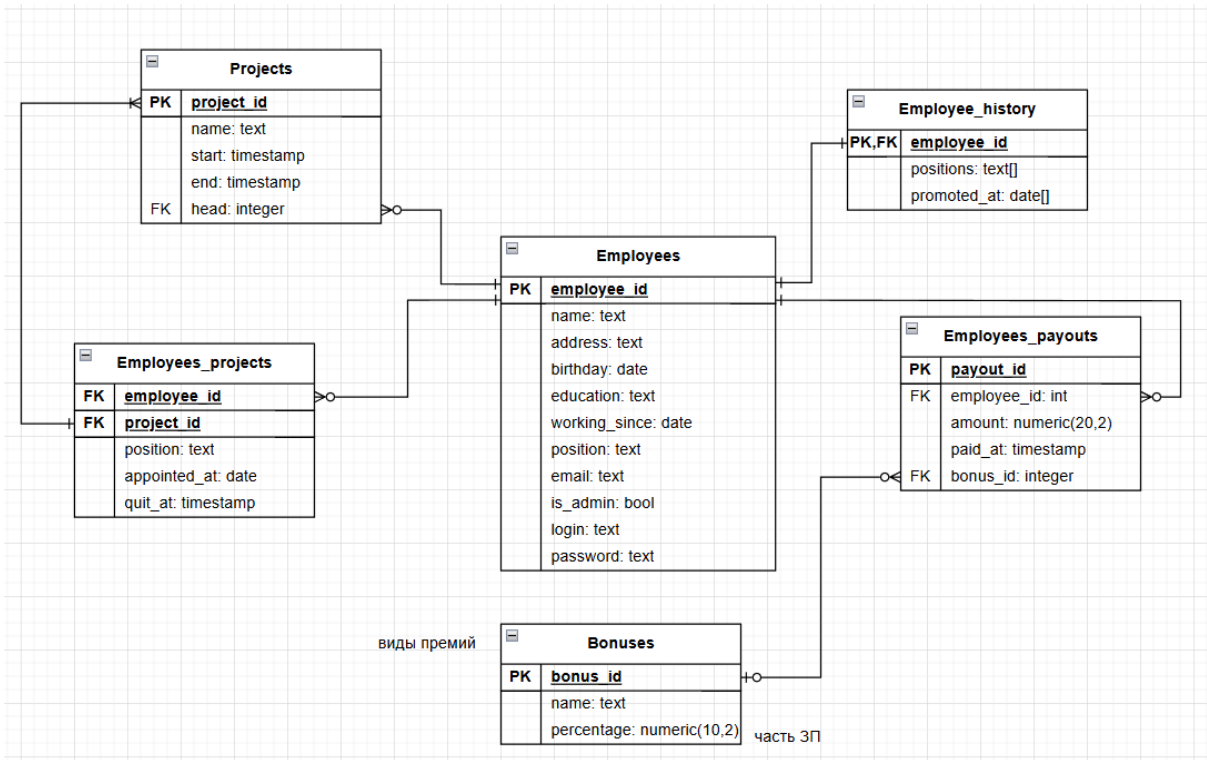 Projects
PK project_id
name: text
start: timestamp
end: timestamp
FK head: integer
Employee_history
PK,FK employee_id
positions: text[]
promoted_at: date[]
Employees
PK employee_id
name: text
address: text
birthday: date
education: text
working_since: date
position: text
email: text
is_admin: bool
login: text
password: text
Employees_projects
FK employee_id
FK project_id
position: text
appointed_at: date
quit_at: timestamp
Employees_payouts
PK payout_id
FK employee_id: int
amount: numeric(20,2)
paid_at: timestamp
FK bonus_id: integer
виды премий
Bonuses
PK bonus_id
name: text
percentage: numeric(10,2)
часть ЗП